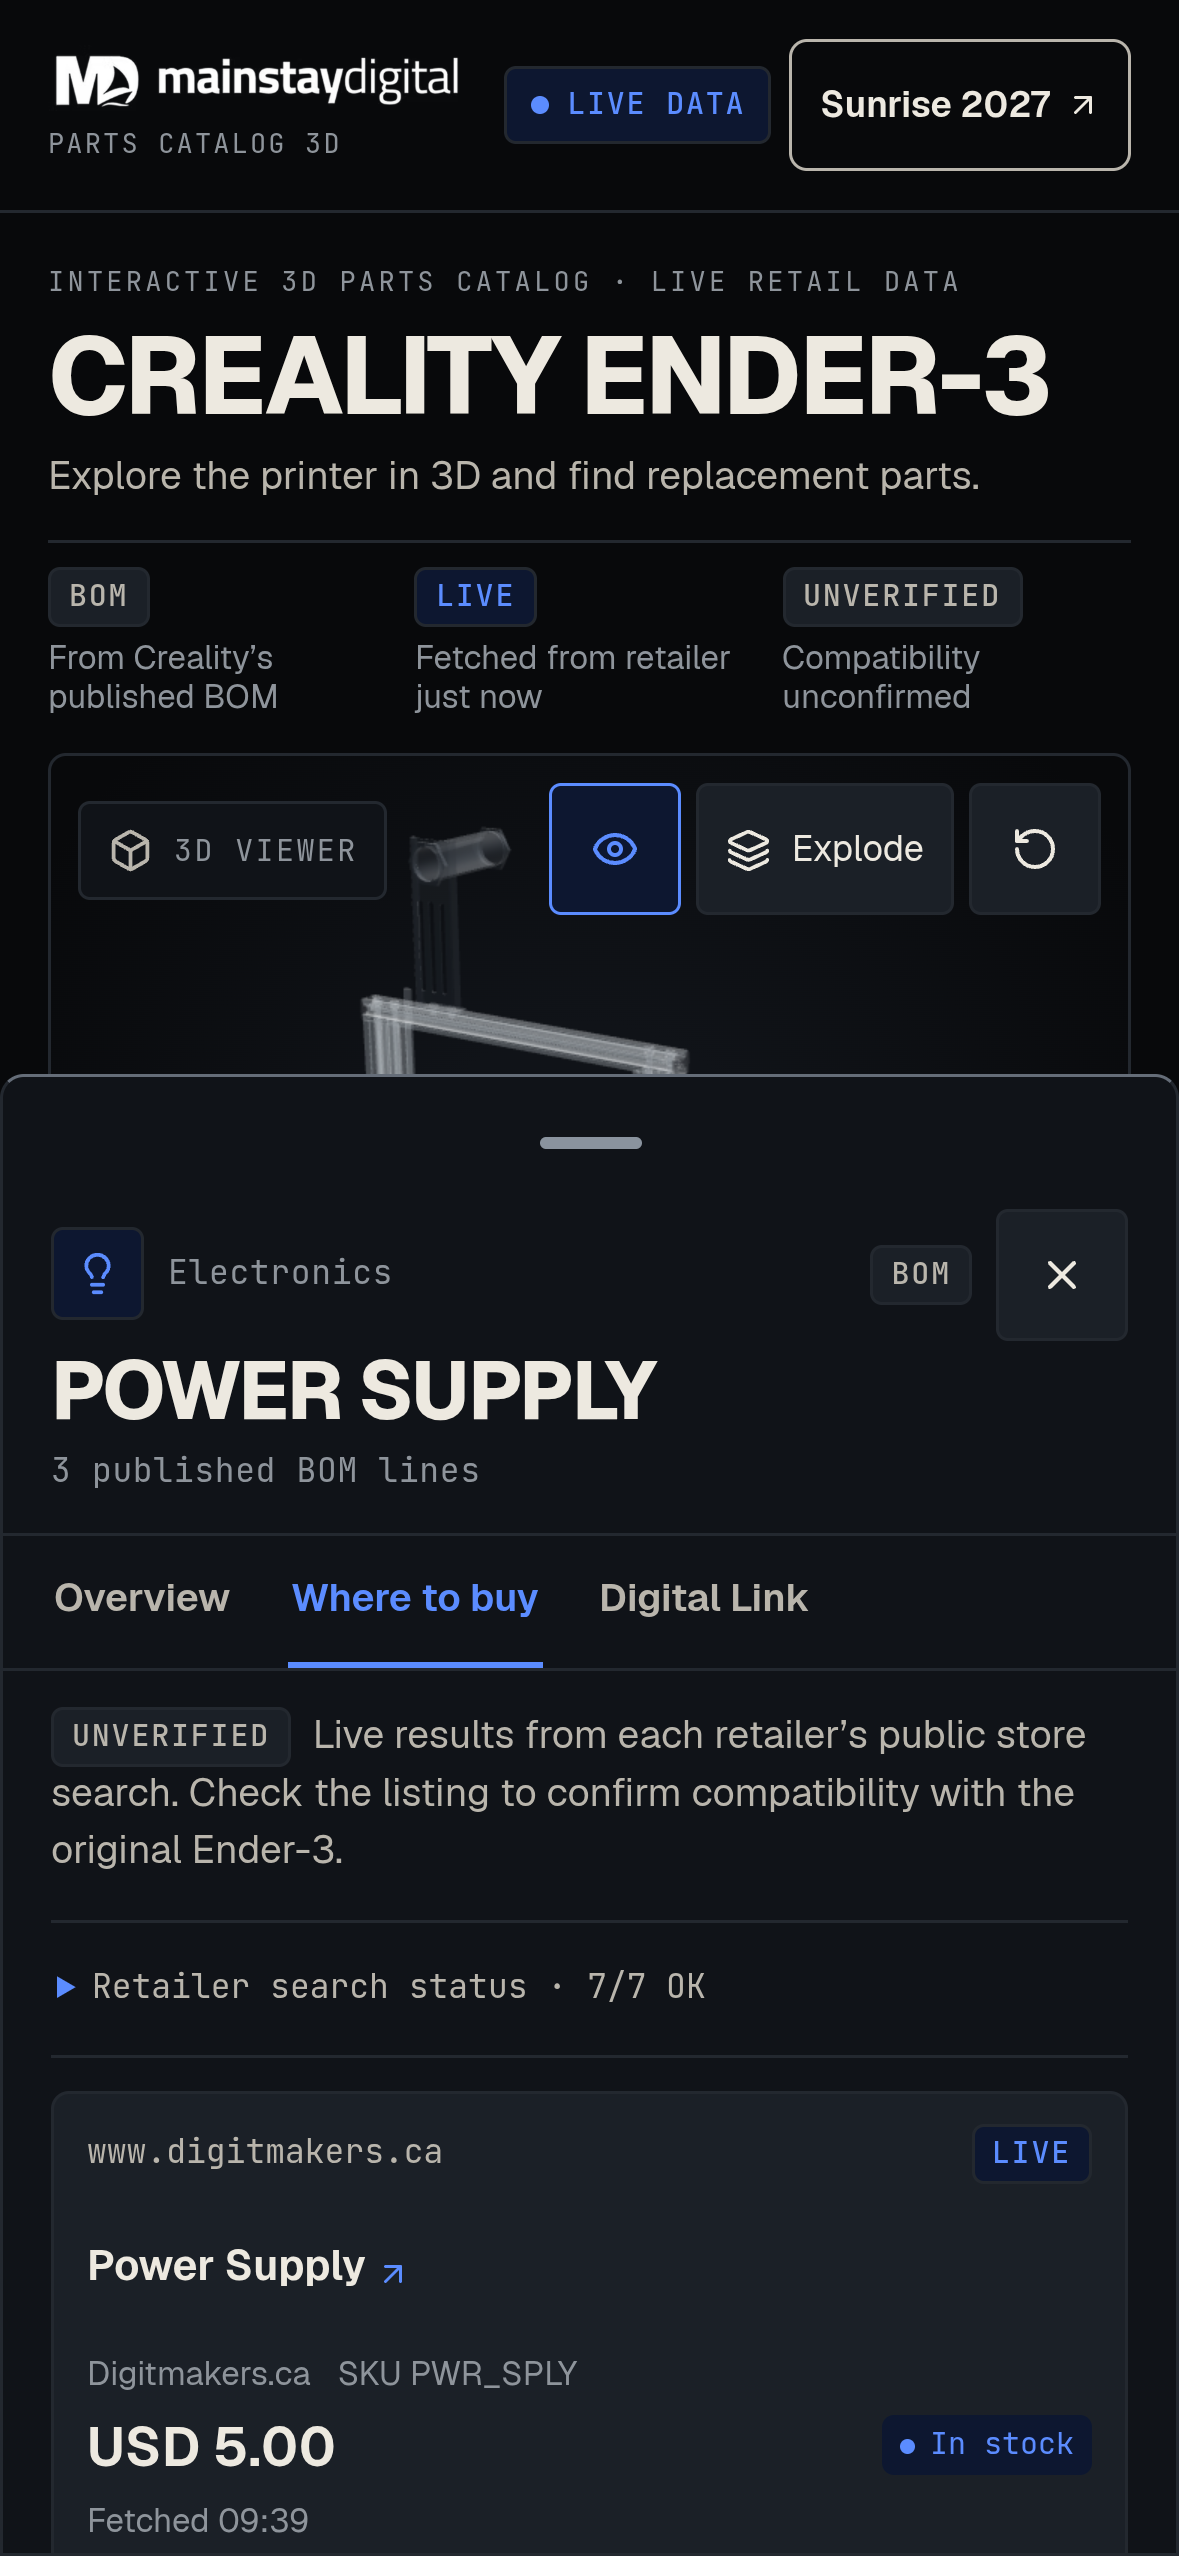 MD mainstaydigital
PARTS CATALOG 3D
LIVE DATA
Sunrise 2027
INTERACTIVE 3D PARTS CATALOG · LIVE RETAIL DATA
CREALITY ENDER-3
Explore the printer in 3D and find replacement parts.
BOM
From Creality’s
published BOM
LIVE
Fetched from retailer
just now
UNVERIFIED
Compatibility
unconfirmed
3D VIEWER
Explode
Electronics
BOM
POWER SUPPLY
3 published BOM lines
Overview
Where to buy
Digital Link
UNVERIFIED Live results from each retailer’s public store
search. Check the listing to confirm compatibility with the
original Ender-3.
Retailer search status · 7/7 OK
www.digitmakers.ca
LIVE
Power Supply
Digitmakers.ca SKU PWR_SPLY
USD 5.00
In stock
Fetched 09:39